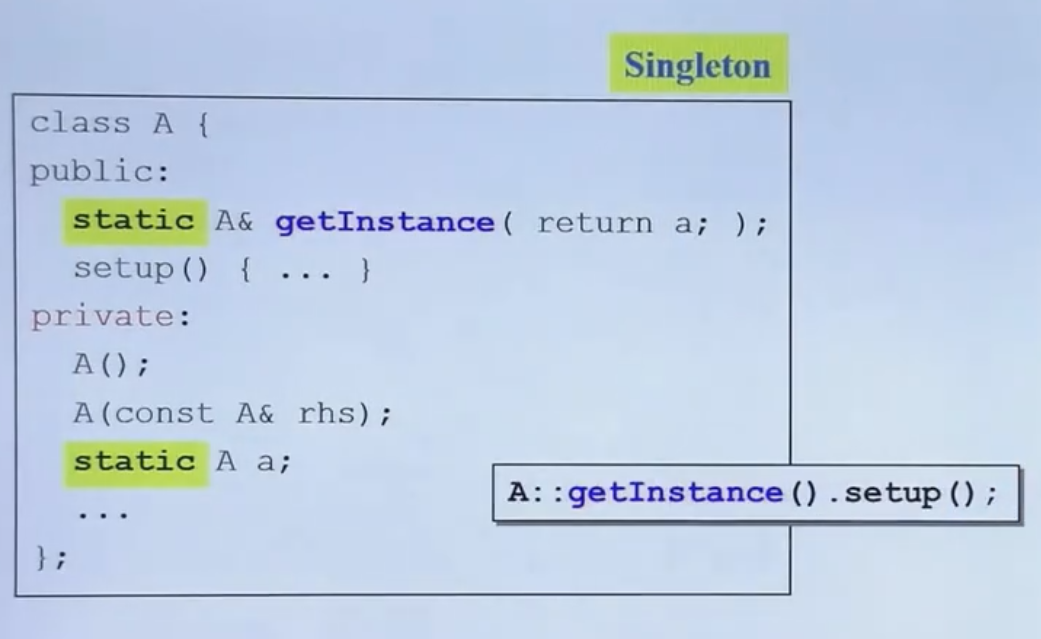 Singleton
class A {
public:
static A& getInstance( return a; );
setup() { ... }
private:
A();
A(const A& rhs);
static A a;
...
};
A::getInstance().setup();